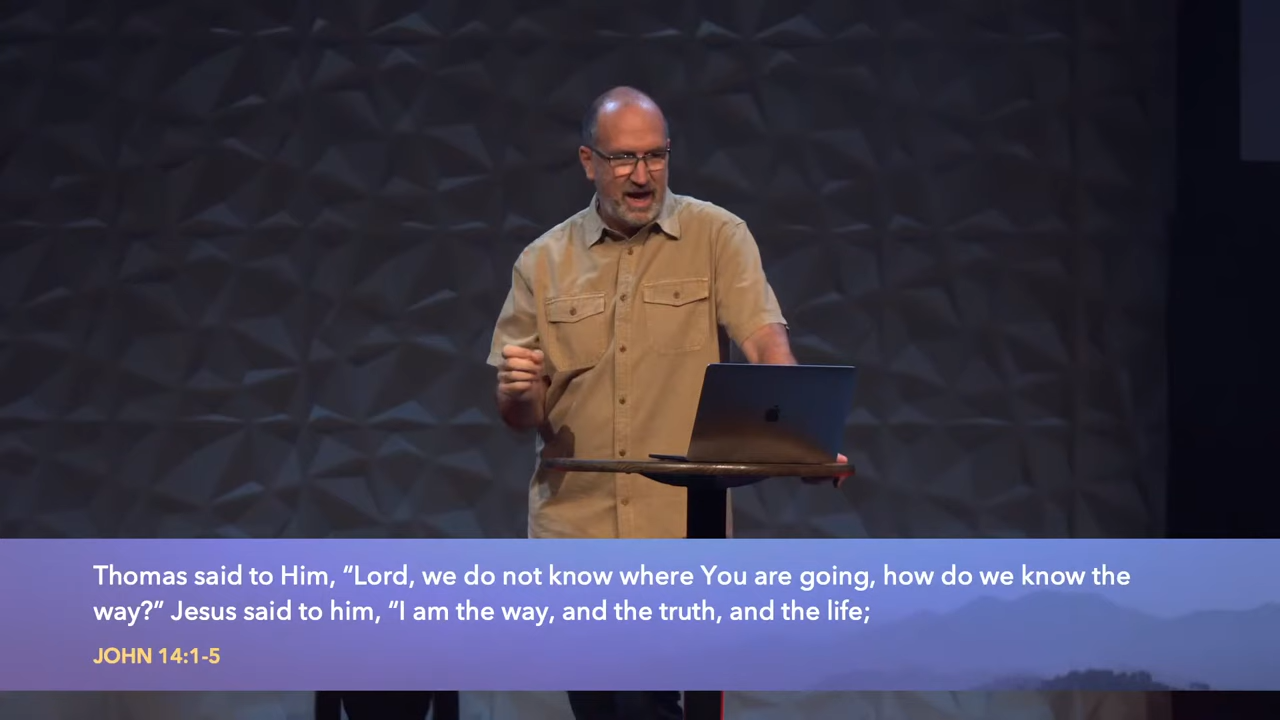 Thomas said to Him, “Lord, we do not know where You are going, how do we know the
way?” Jesus said to him, “I am the way, and the truth, and the life;
JOHN 14:1-5